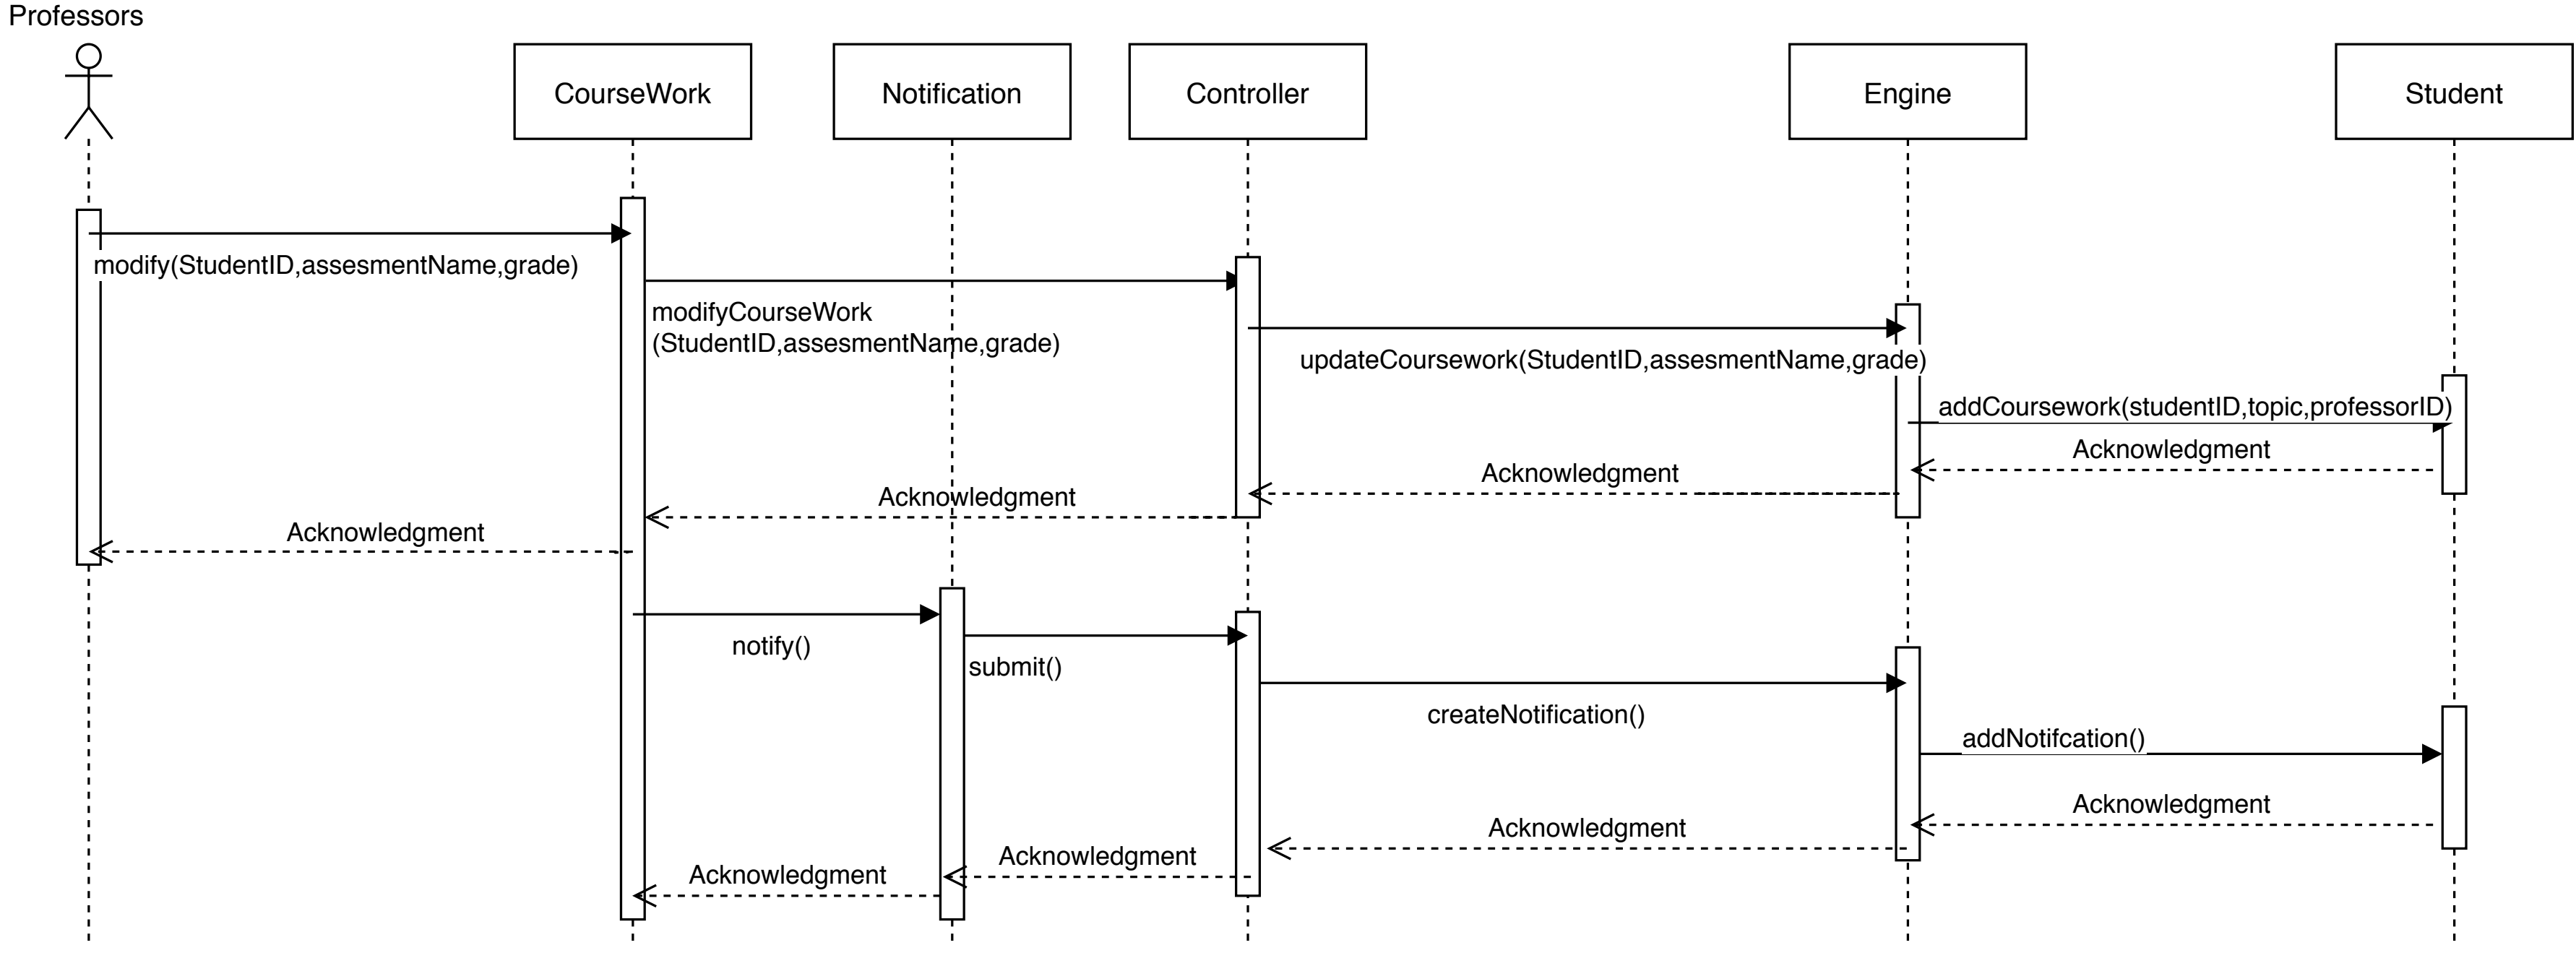 Professors
CourseWork
Notification
Controller
Engine
Student
modify(StudentID,assesmentName,grade)
modifyCourseWork
(StudentID,assesmentName,grade)
updateCoursework(StudentID,assesmentName,grade)
addCoursework(studentID,topic,professorID)
Acknowledgment
Acknowledgment
Acknowledgment
Acknowledgment
notify()
submit()
createNotification()
addNotifcation()
Acknowledgment
Acknowledgment
Acknowledgment
Acknowledgment